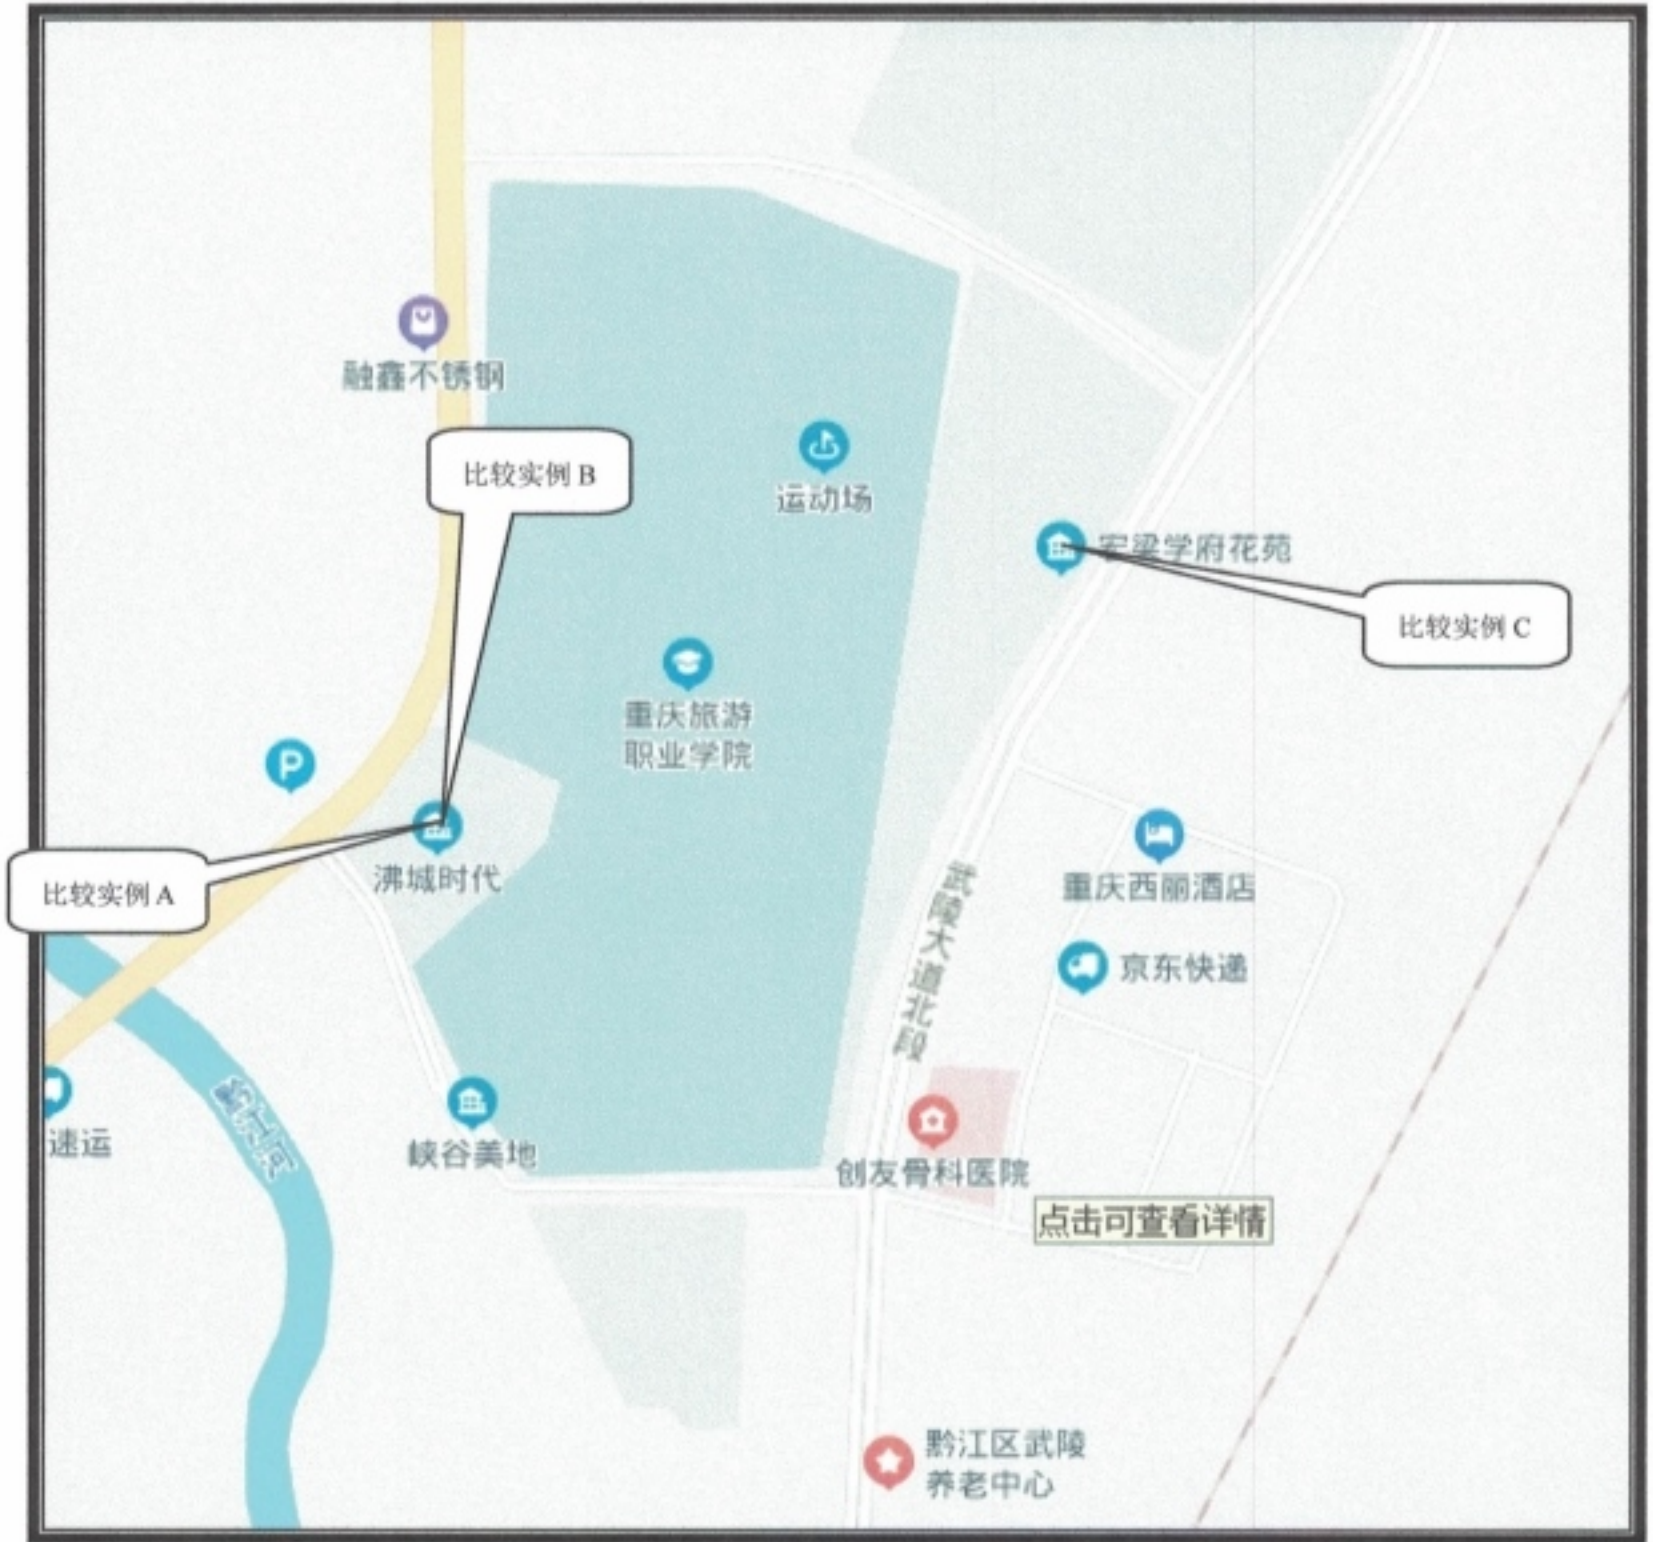 融鑫不锈钢
比较实例 B
运动场
宏梁学府花苑
比较实例 C
重庆旅游
职业学院
P
沸城时代
比较实例 A
重庆西丽酒店
武陵大道北段
京东快递
黔江河
速运
峡谷美地
创友骨科医院
点击可查看详情
黔江区武陵
养老中心